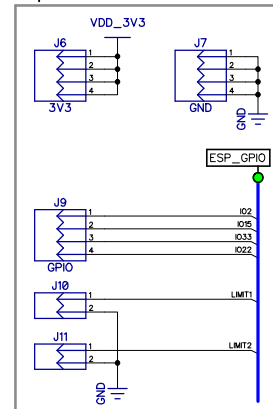 VDD_3V3
J6
1
2
3
4
3V3
J7
1
2
3
4
GND
GND
ESP_GPIO
J9
1 IO2
2 IO15
3 IO33
4 IO22
GPIO
J10
1 LIMIT1
2
J11
1 LIMIT2
2
GND